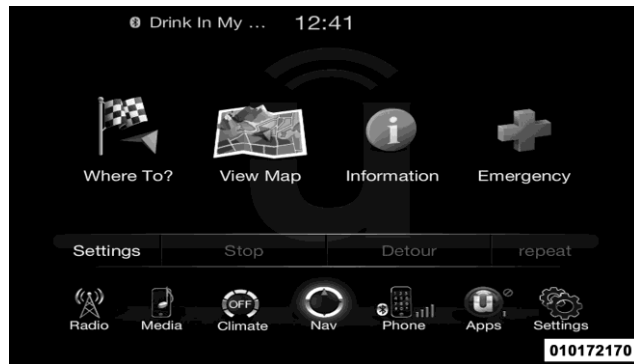 Drink In My ... 12:41
Where To? View Map Information Emergency
Settings Stop Detour repeat
OFF
Radio Media Climate Nav Phone Apps Settings
010172170